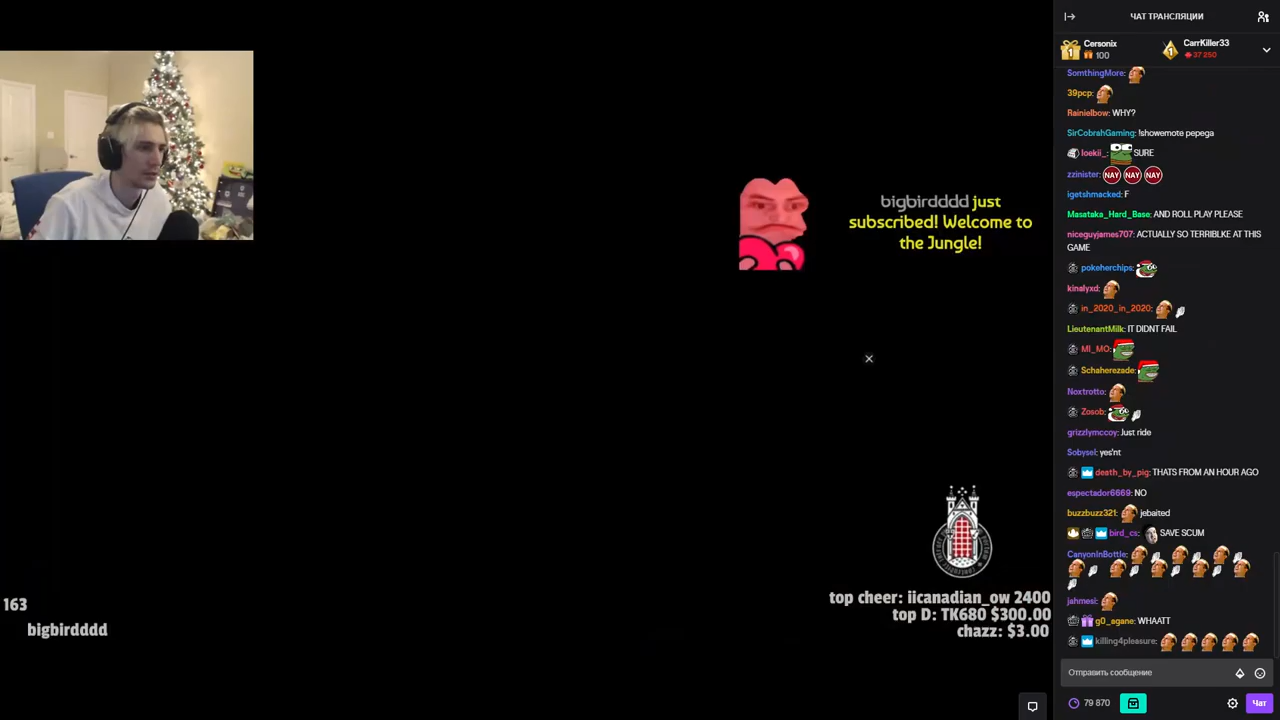 ЧАТ ТРАНСЛЯЦИИ
Cersonix
100
CarrKiller33
37 250
SomthingMore:
39pcp:
Rainielbow: WHY?
SirCobrahGaming: !showemote pepega
loekii_: SURE
zzinister: NAY NAY NAY
igetshmacked: F
Masataka_Hard_Base: AND ROLL PLAY PLEASE
niceguyjames707: ACTUALLY SO TERRIBLKE AT THIS
GAME
pokeherchips:
kinalyxd:
in_2020_in_2020:
LieutenantMilk: IT DIDNT FAIL
MI_MO:
Schaherezade:
Noxtrotto:
Zosob:
grizzlymccoy: Just ride
Sobysel: yes'nt
death_by_pig: THATS FROM AN HOUR AGO
espectador6669: NO
buzzbuzz321: jebaited
bird_cs: SAVE SCUM
CanyonInBottle:
jahmesi:
g0_agane: WHAATT
killing4pleasure:
Отправить сообщение
79 870
Чат
bigbirdddd just
subscribed! Welcome to
the Jungle!
top cheer: iicanadian_ow 2400
top D: TK680 $300.00
chazz: $3.00
163
bigbirdddd